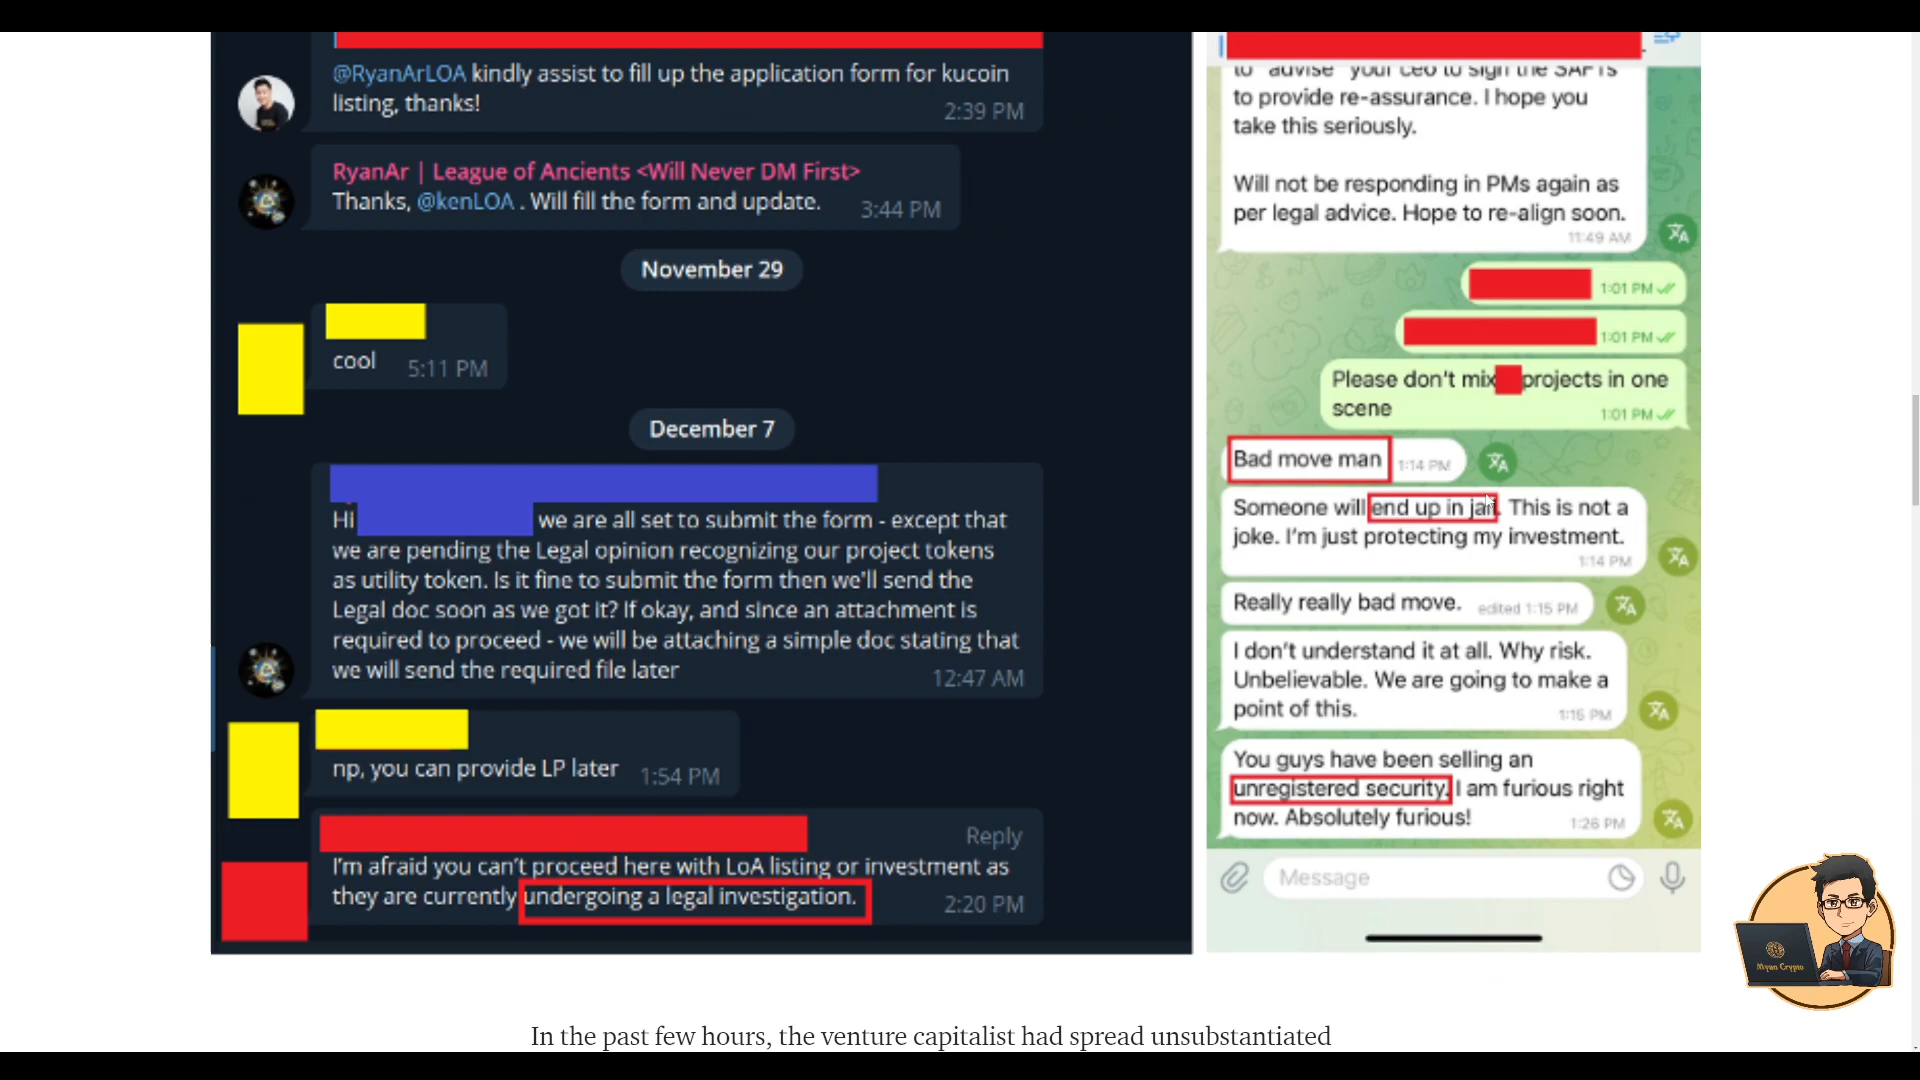 @RyanArLOA kindly assist to fill up the application form for kucoin
listing, thanks!
2:39 PM
RyanAr | League of Ancients <Will Never DM First>
Thanks, @kenLOA . Will fill the form and update.
3:44 PM
November 29
cool
5:11 PM
December 7
Hi we are all set to submit the form - except that
we are pending the Legal opinion recognizing our project tokens
as utility token. Is it fine to submit the form then we'll send the
Legal doc soon as we got it? If okay, and since an attachment is
required to proceed - we will be attaching a simple doc stating that
we will send the required file later
12:47 AM
np, you can provide LP later
1:54 PM
Reply
I'm afraid you can't proceed here with LoA listing or investment as
they are currently undergoing a legal investigation.
2:20 PM
to "advise" your ceo to sign the SAFTs
to provide re-assurance. I hope you
take this seriously.
Will not be responding in PMs again as
per legal advice. Hope to re-align soon.
11:49 AM
1:01 PM
1:01 PM
Please don't mix projects in one
scene
1:01 PM
Bad move man
1:14 PM
Someone will end up in jail. This is not a
joke. I'm just protecting my investment.
1:14 PM
Really really bad move.
edited 1:15 PM
I don't understand it at all. Why risk.
Unbelievable. We are going to make a
point of this.
1:15 PM
You guys have been selling an
unregistered security. I am furious right
now. Absolutely furious!
1:26 PM
Message
Myan Crypto
In the past few hours, the venture capitalist had spread unsubstantiated